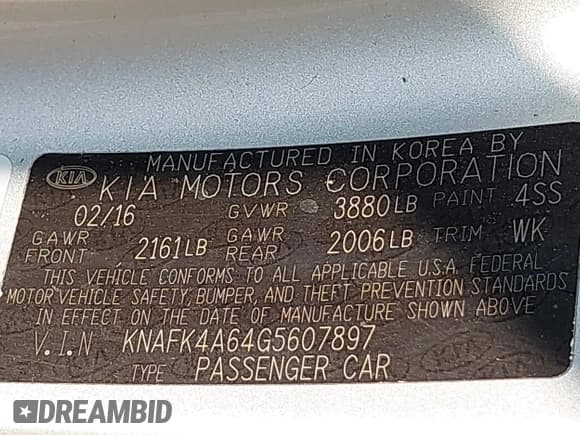 MANUFACTURED IN KOREA BY
KIA KIA MOTORS CORPORATION
02/16 GVWR 3880LB PAINT 4SS
GAWR FRONT 2161LB GAWR REAR 2006LB TRIM WK
THIS VEHICLE CONFORMS TO ALL APPLICABLE U.S.A. FEDERAL
MOTOR VEHICLE SAFETY, BUMPER, AND THEFT PREVENTION STANDARDS
IN EFFECT ON THE DATE OF MANUFACTURE SHOWN ABOVE
V.I.N KNAFK4A64G5607897
TYPE PASSENGER CAR
DREAMBID